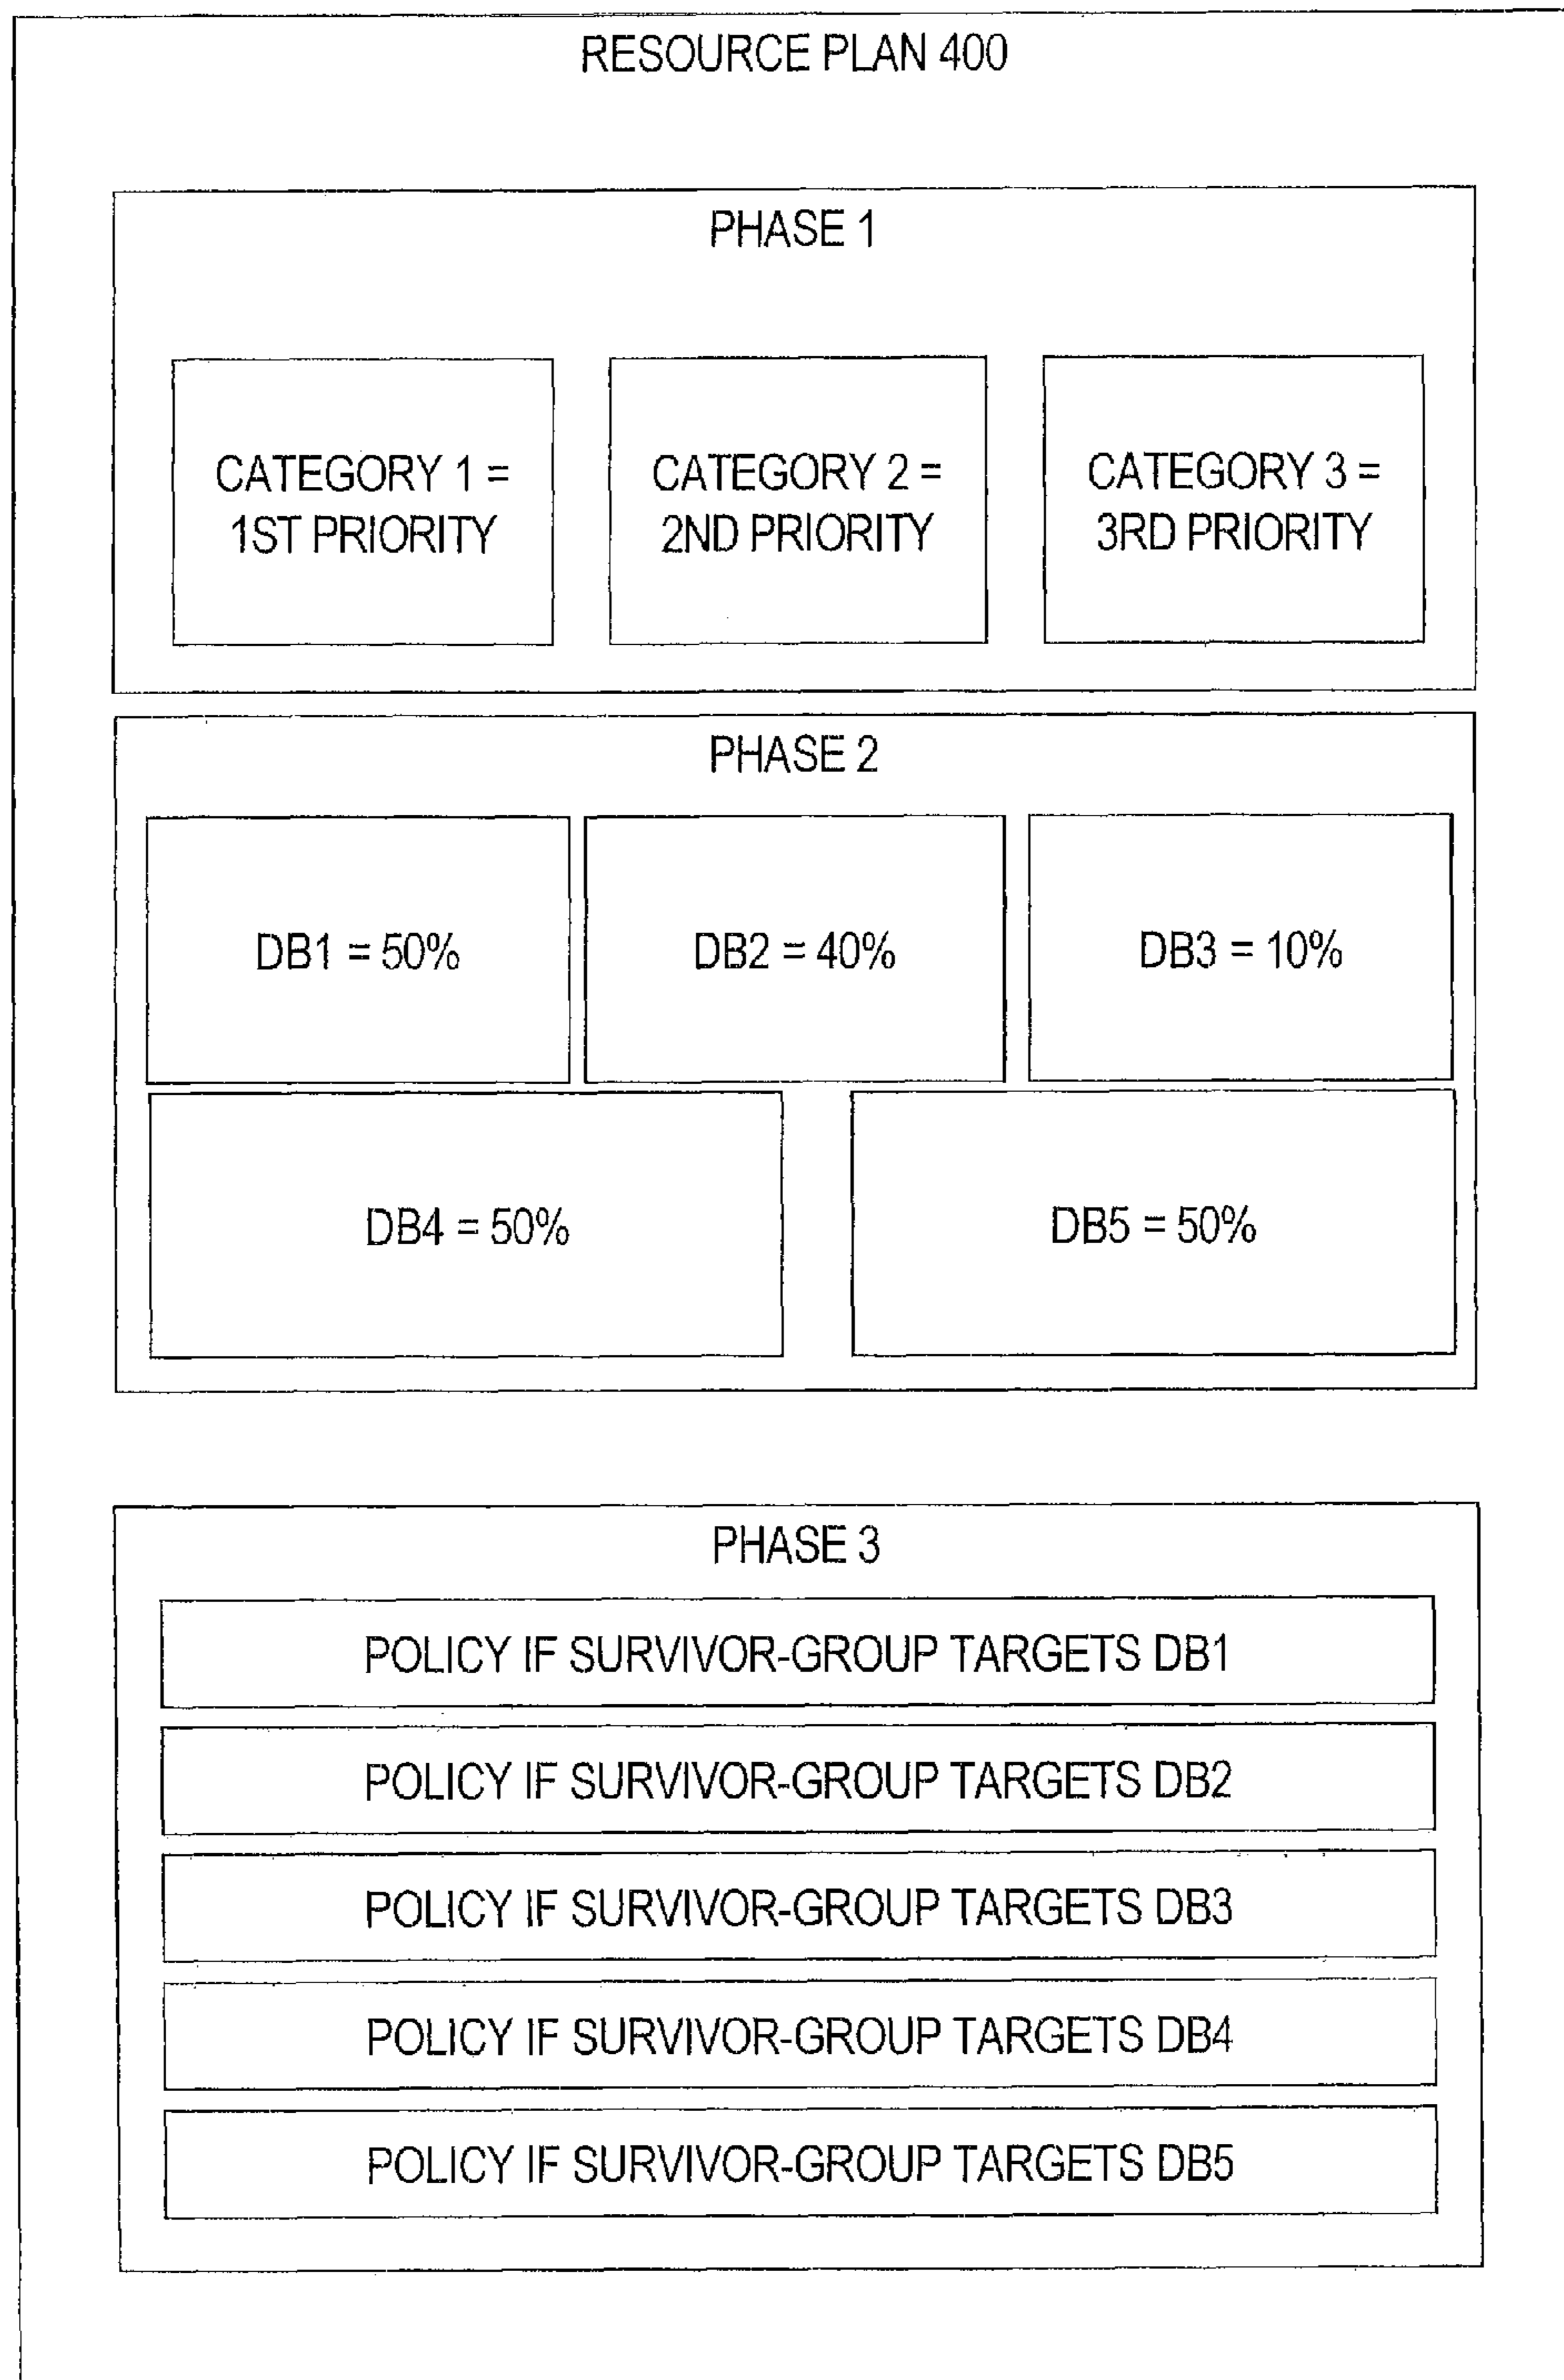 RESOURCE PLAN 400
PHASE 1
CATEGORY 1 =
1ST PRIORITY
CATEGORY 2 =
2ND PRIORITY
CATEGORY 3 =
3RD PRIORITY
PHASE 2
DB1 = 50%
DB2 = 40%
DB3 = 10%
DB4 = 50%
DB5 = 50%
PHASE 3
POLICY IF SURVIVOR-GROUP TARGETS DB1
POLICY IF SURVIVOR-GROUP TARGETS DB2
POLICY IF SURVIVOR-GROUP TARGETS DB3
POLICY IF SURVIVOR-GROUP TARGETS DB4
POLICY IF SURVIVOR-GROUP TARGETS DB5